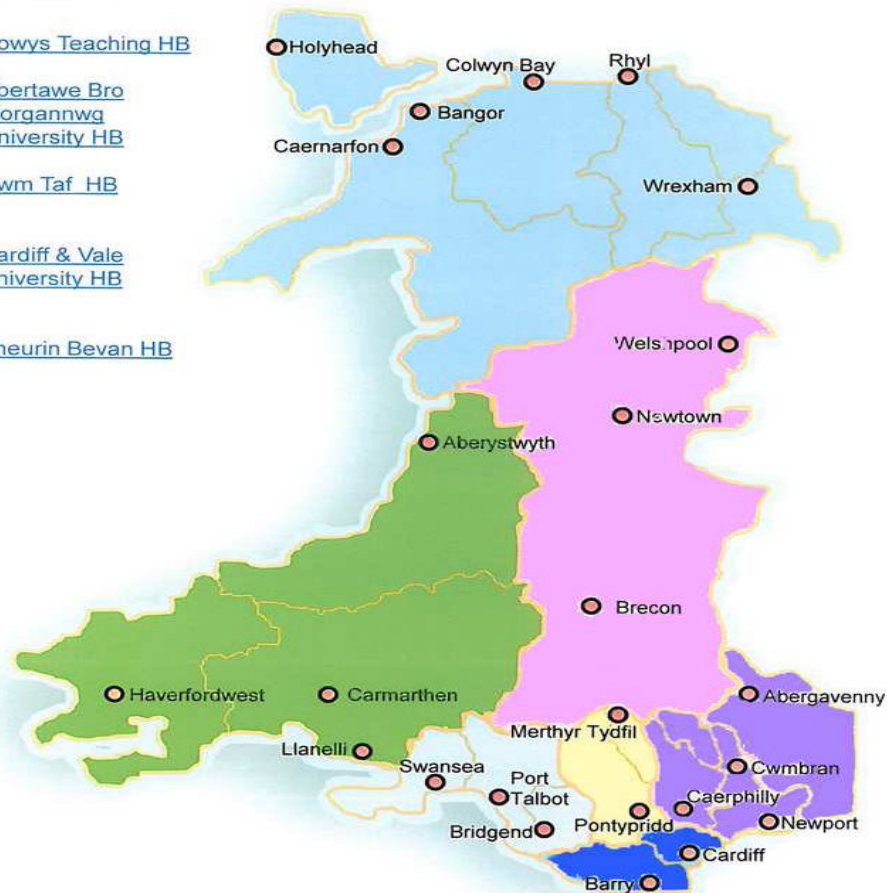 owys Teaching HB
bertawe Bro
organnwg
niversity HB
wm Taf HB
ardiff & Vale
niversity HB
neurin Bevan HB
Holyhead
Colwyn Bay
Rhyl
Bangor
Caernarfon
Wrexham
Welshpool
Newtown
Aberystwyth
Brecon
Haverfordwest
Carmarthen
Abergavenny
Merthyr Tydfil
Llanelli
Swansea
Port
Talbot
Cwmbran
Caerphilly
Bridgend
Pontypridd
Newport
Cardiff
Barry